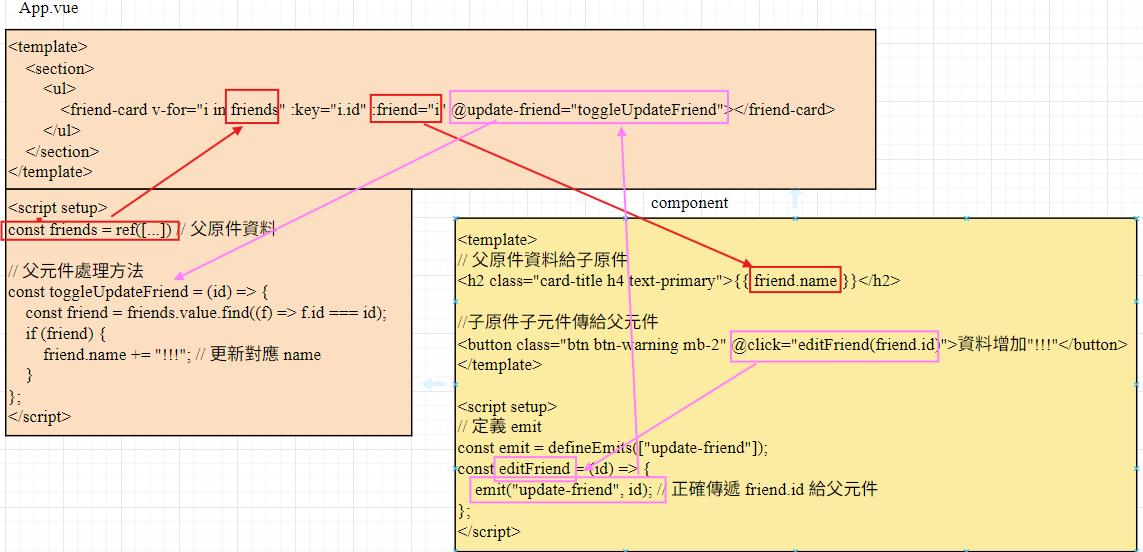 App.vue
<template>
<section>
<ul>
<friend-card v-for="i in friends" :key="i.id" :friend="i" @update-friend="toggleUpdateFriend"></friend-card>
</ul>
</section>
</template>
<script setup>
const friends = ref([...]) // 父原件資料
// 父元件處理方法
const toggleUpdateFriend = (id) => {
const friend = friends.value.find((f) => f.id === id);
if (friend) {
friend.name += "!!!"; // 更新對應 name
}
};
</script>
component
<template>
// 父原件資料給子原件
<h2 class="card-title h4 text-primary">{{ friend.name }}</h2>
//子原件子元件傳給父元件
<button class="btn btn-warning mb-2" @click="editFriend(friend.id)">資料增加"!!!"</button>
</template>
<script setup>
// 定義 emit
const emit = defineEmits(["update-friend"]);
const editFriend = (id) => {
emit("update-friend", id); // 正確傳遞 friend.id 給父元件
};
</script>